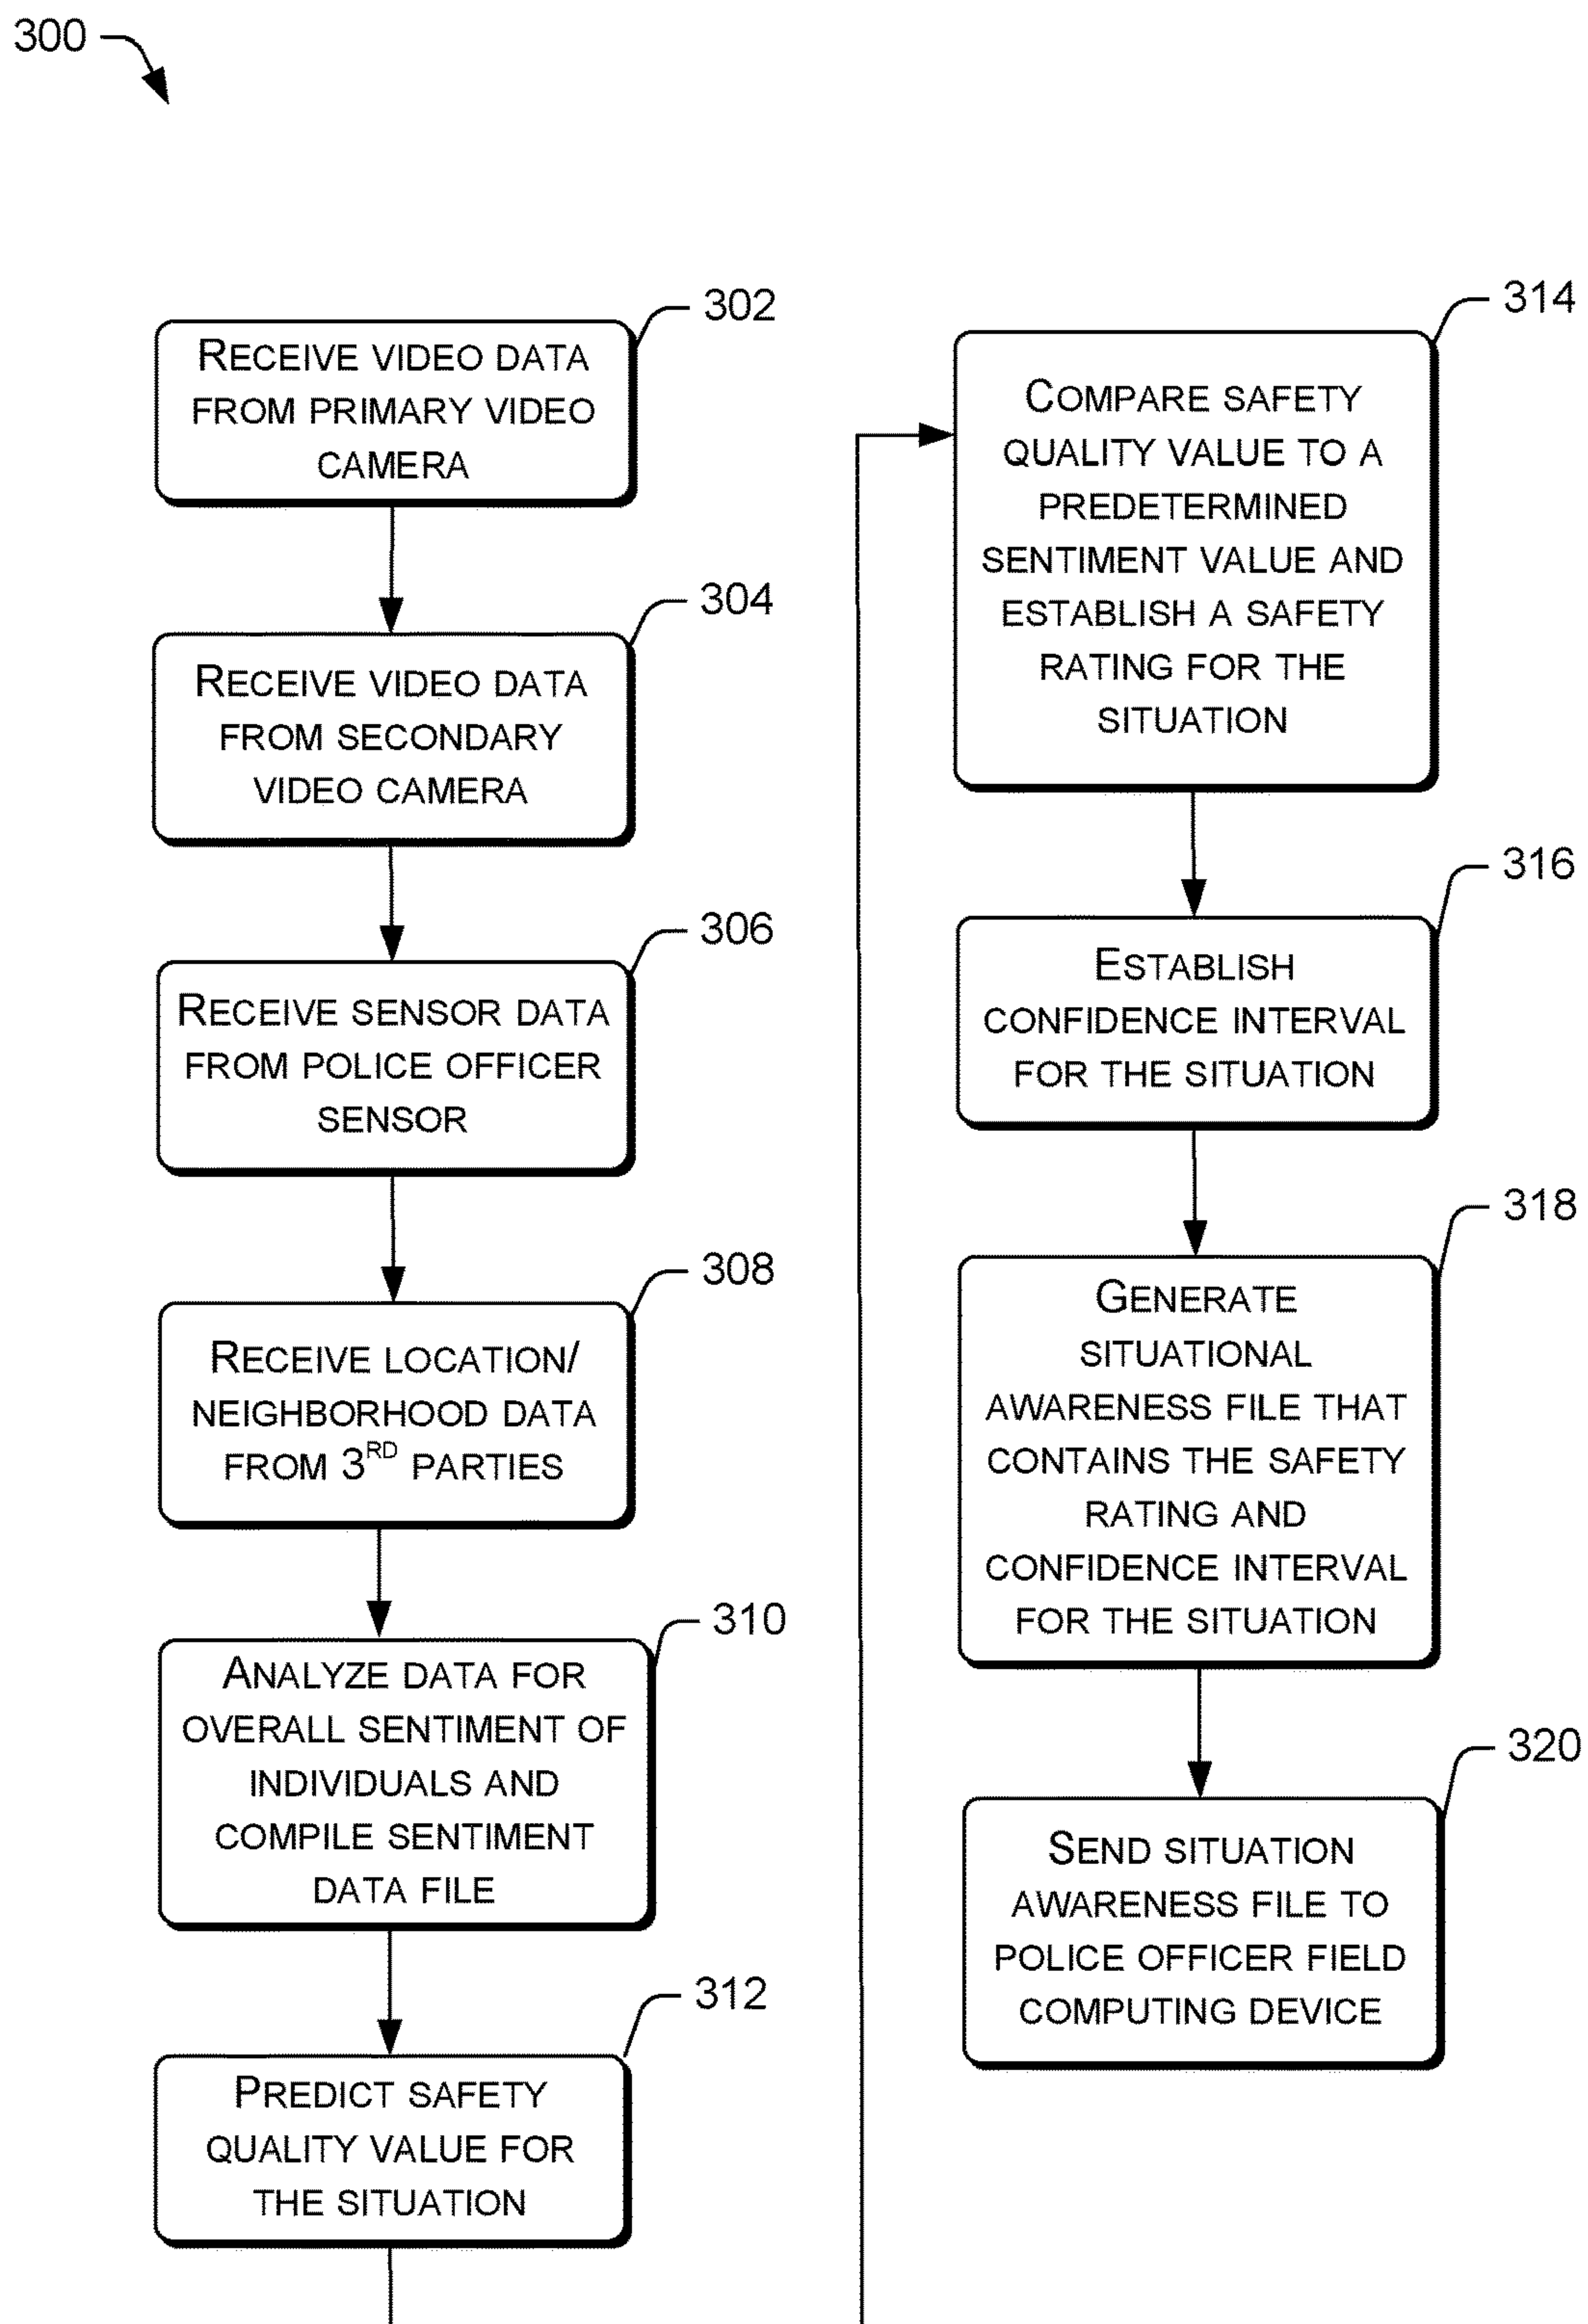 300
302
RECEIVE VIDEO DATA
FROM PRIMARY VIDEO
CAMERA
304
RECEIVE VIDEO DATA
FROM SECONDARY
VIDEO CAMERA
306
RECEIVE SENSOR DATA
FROM POLICE OFFICER
SENSOR
308
RECEIVE LOCATION/
NEIGHBORHOOD DATA
FROM 3RD PARTIES
310
ANALYZE DATA FOR
OVERALL SENTIMENT OF
INDIVIDUALS AND
COMPILE SENTIMENT
DATA FILE
312
PREDICT SAFETY
QUALITY VALUE FOR
THE SITUATION
314
COMPARE SAFETY
QUALITY VALUE TO A
PREDETERMINED
SENTIMENT VALUE AND
ESTABLISH A SAFETY
RATING FOR THE
SITUATION
316
ESTABLISH
CONFIDENCE INTERVAL
FOR THE SITUATION
318
GENERATE
SITUATIONAL
AWARENESS FILE THAT
CONTAINS THE SAFETY
RATING AND
CONFIDENCE INTERVAL
FOR THE SITUATION
320
SEND SITUATION
AWARENESS FILE TO
POLICE OFFICER FIELD
COMPUTING DEVICE